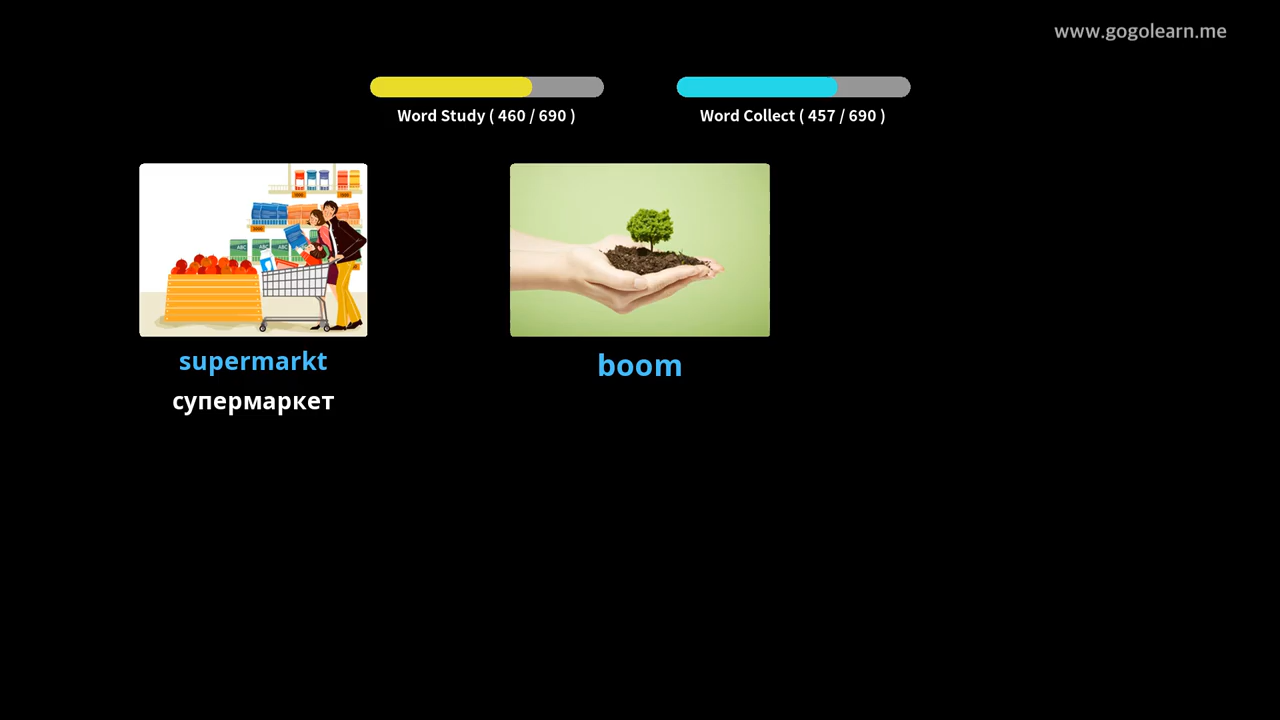 www.gogolearn.me
Word Study ( 460 / 690 )
Word Collect ( 457 / 690 )
supermarkt
супермаркет
boom